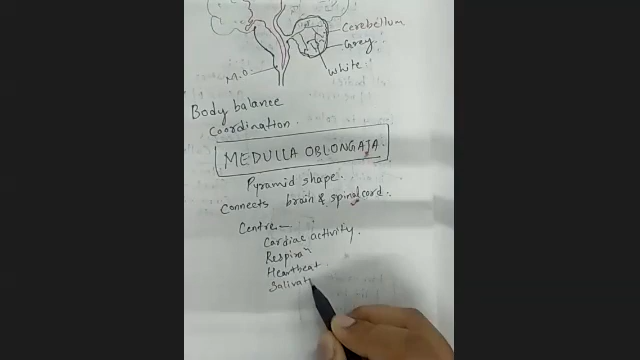 Cerebellum
Grey
White
M.O
Body balance
Coordination.
MEDULLA OBLONGATA.
Pyramid shape.
Connects brain & spinal cord.
Centre. —
Cardiac activity.
Respiraⁿ
Heartbeat.
Salivat